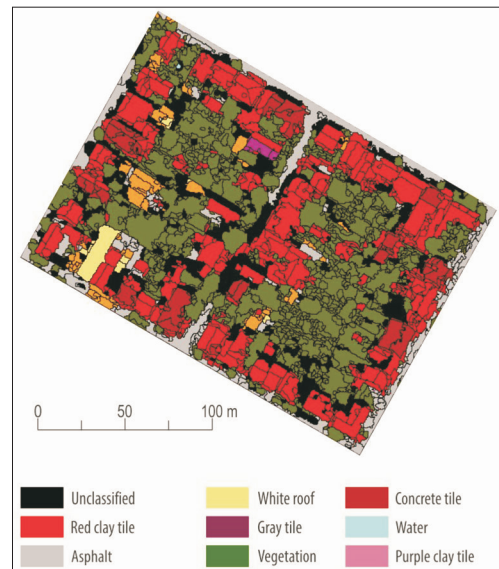 0 50 100 m
Unclassified White roof Concrete tile
Red clay tile Gray tile Water
Asphalt Vegetation Purple clay tile